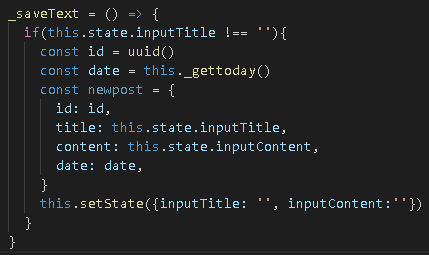 _saveText = () => {
if(this.state.inputTitle !== ''){
const id = uuid()
const date = this._gettoday()
const newpost = {
id: id,
title: this.state.inputTitle,
content: this.state.inputContent,
date: date,
}
this.setState({inputTitle: '', inputContent:''})
}
}